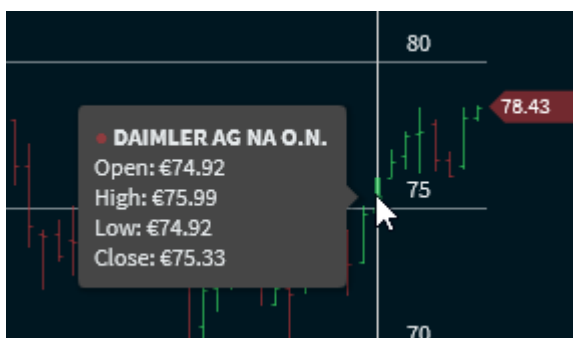 80
78.43
DAIMLER AG NA O.N.
Open: €74.92
High: €75.99
Low: €74.92
Close: €75.33
75
70